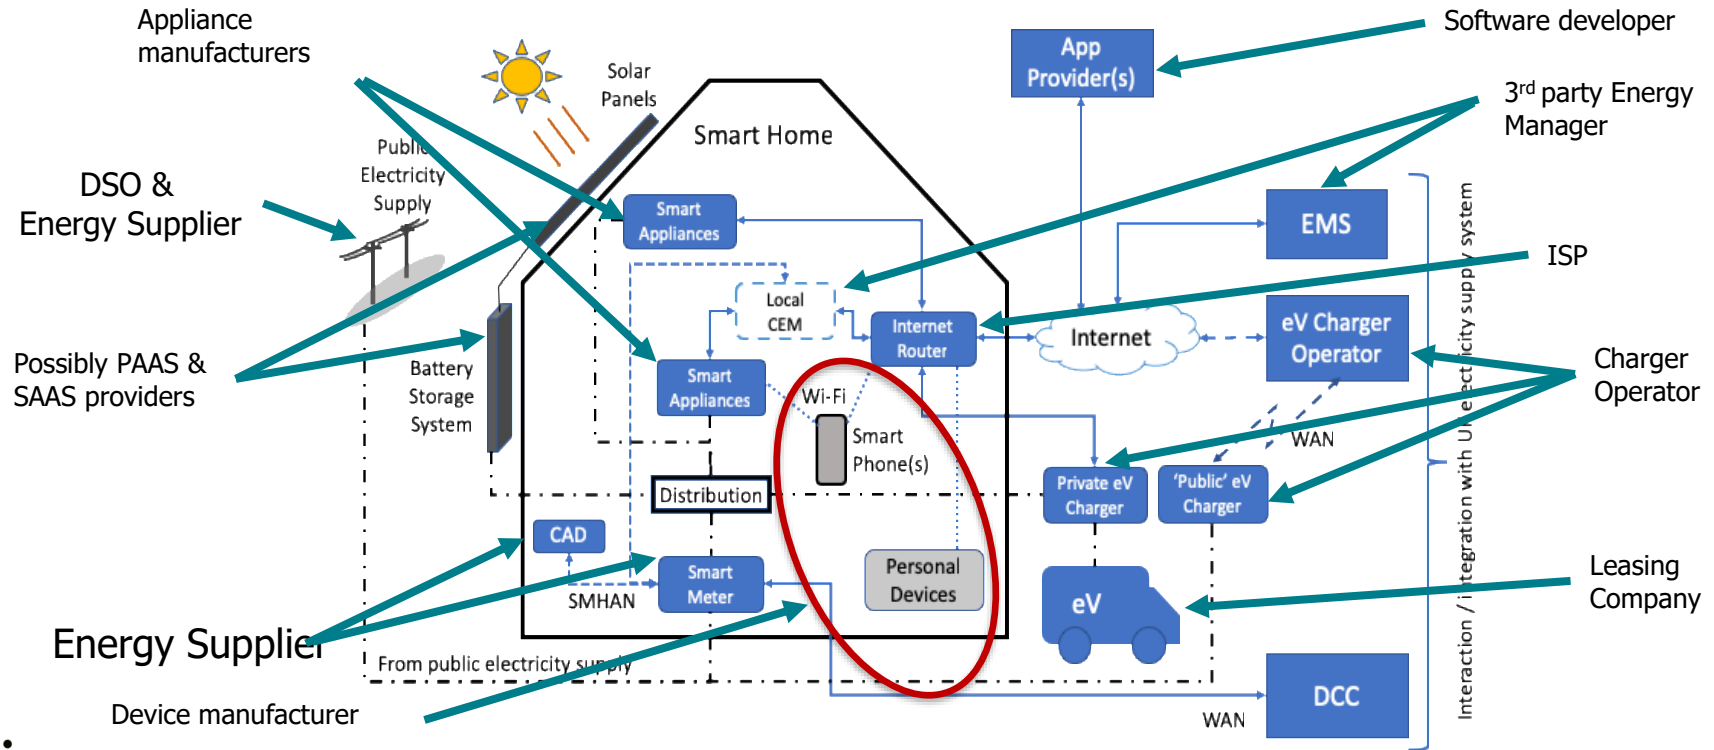 Appliance
manufacturers
Software developer
App
Provider(s)
Solar
Panels
3rd party Energy
Manager
Smart Home
Public
Electricity
Supply
DSO &
Energy Supplier
Smart
Appliances
EMS
ISP
Local
CEM
Internet
Router
Internet
eV Charger
Operator
Possibly PAAS &
SAAS providers
Battery
Storage
System
Smart
Appliances
Wi-Fi
Charger
Operator
Smart
Phone(s)
WAN
Distribution
Private eV
Charger
'Public' eV
Charger
Interaction / integration with UK electricity supply system
CAD
Smart
Meter
SMHAN
Personal
Devices
eV
Leasing
Company
Energy Supplier
From public electricity supply
Device manufacturer
WAN
DCC
•